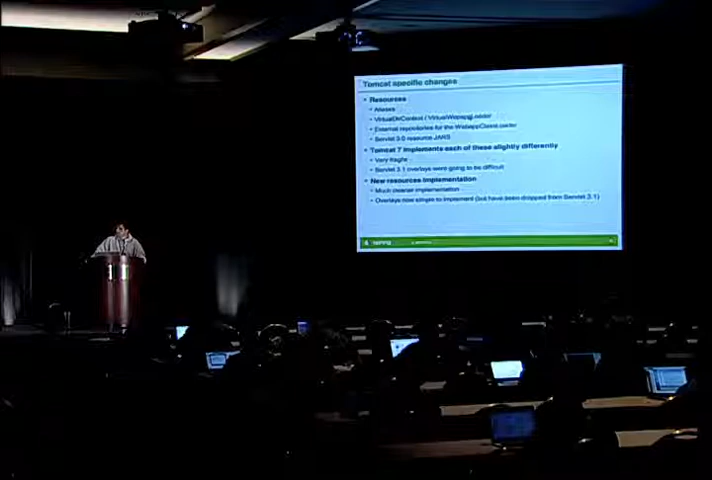 Tomcat specific changes
Resources
Aliases
VirtualDirContext / VirtualWebappLoader
External repositories for the WebappClassLoader
Servlet 3.0 resource JARS
Tomcat 7 implements each of these slightly differently
Very fragile
Servlet 3.1 overlays were going to be difficult
New resources implementation
Much cleaner implementation
Overlays now simple to implement (but have been dropped from Servlet 3.1)